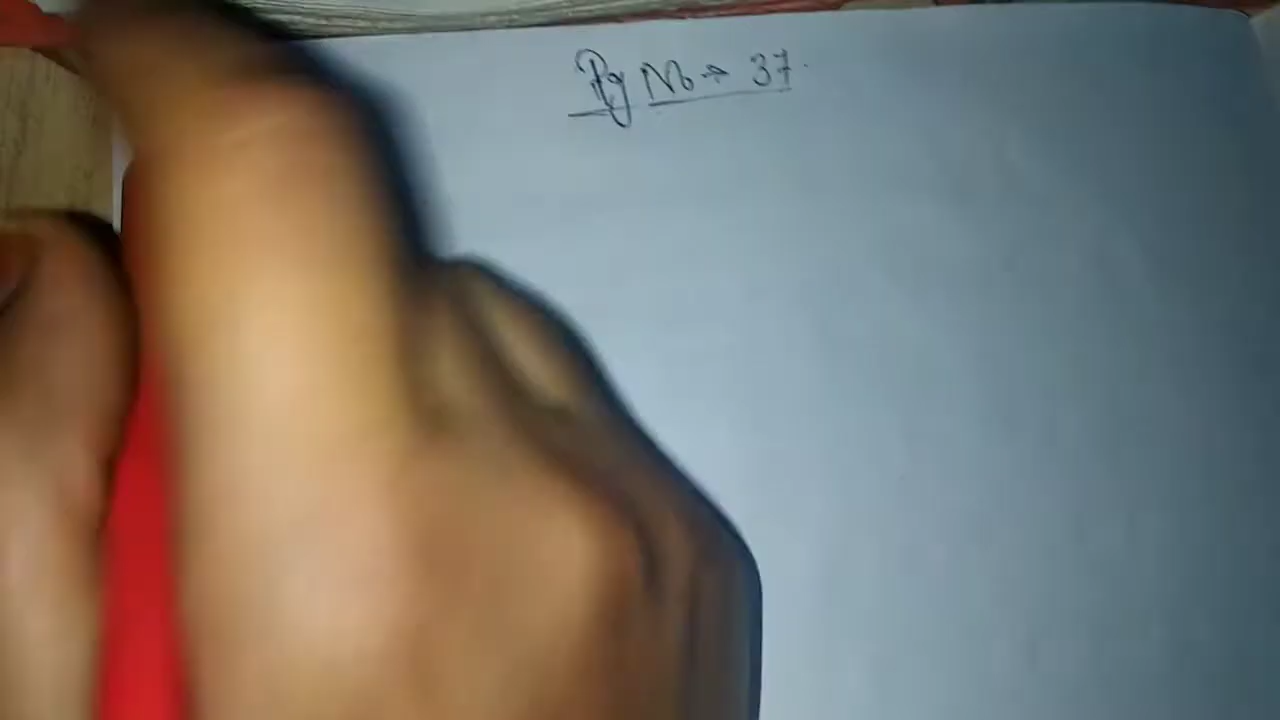 Pg No → 37.